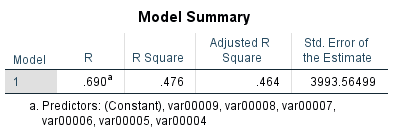 Model Summary
Model R R Square Adjusted R Square Std. Error of the Estimate
1 .690a .476 .464 3993.56499
a. Predictors: (Constant), var00009, var00008, var00007,
var00006, var00005, var00004